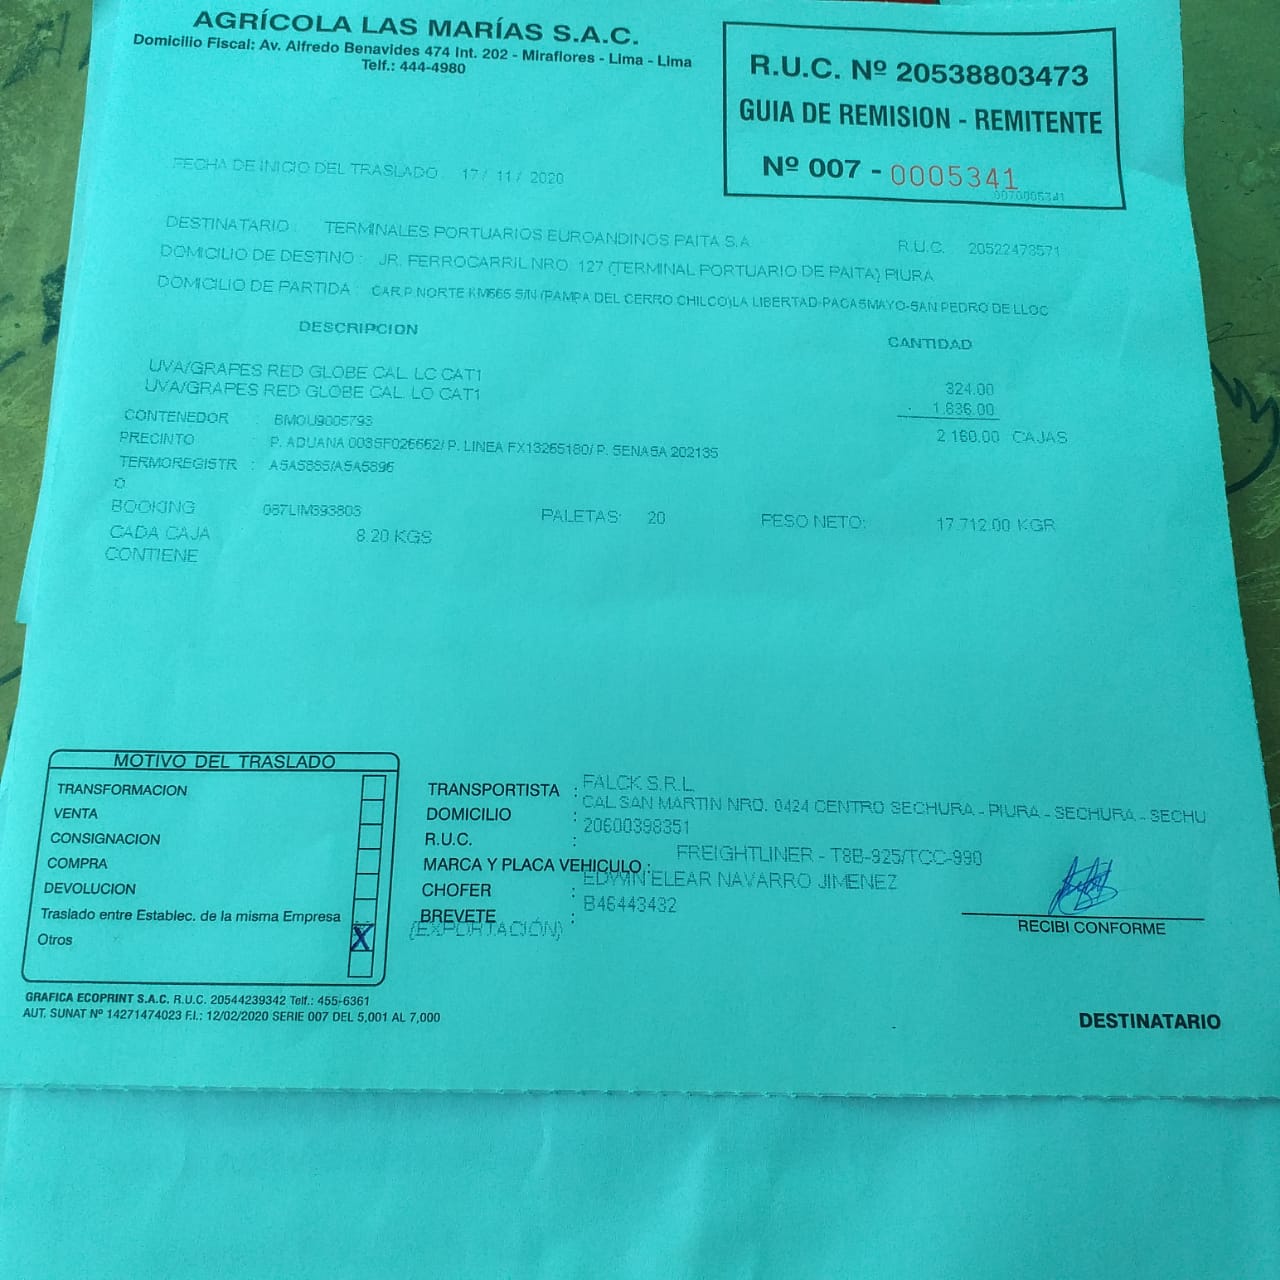 AGRÍCOLA LAS MARÍAS S.A.C.
Domicilio Fiscal: Av. Alfredo Benavides 474 Int. 202 - Miraflores - Lima - Lima
Telf.: 444-4980
R.U.C. Nº 20538803473
GUIA DE REMISION - REMITENTE
Nº 007 - 0005341
0070005341
FECHA DE INICIO DEL TRASLADO : 17/ 11 / 2020
DESTINATARIO : TERMINALES PORTUARIOS EUROANDINOS PAITA S.A R.U.C. 20522473571
DOMICILIO DE DESTINO : JR. FERROCARRIL NRO. 127 (TERMINAL PORTUARIO DE PAITA) PIURA
DOMICILIO DE PARTIDA : CAR.P.NORTE KM665 S/N (PAMPA DEL CERRO CHILCO)LA LIBERTAD-PACASMAYO-SAN PEDRO DE LLOC
DESCRIPCION CANTIDAD
UVA/GRAPES RED GLOBE CAL. LC CAT1 324.00
UVA/GRAPES RED GLOBE CAL. LO CAT1 1,836.00
2,160.00 CAJAS
CONTENEDOR : BMOU9005793
PRECINTO : P. ADUANA 003SF026662/ P. LINEA FX13265180/ P. SENASA 202135
TERMOREGISTR : A5A5885/A5A5896
O
BOOKING 087LIM393803 PALETAS: 20 PESO NETO: 17,712.00 KGR
CADA CAJA 8.20 KGS
CONTIENE
MOTIVO DEL TRASLADO
TRANSFORMACION
VENTA
CONSIGNACION
COMPRA
DEVOLUCION
Traslado entre Establec. de la misma Empresa
Otros X
TRANSPORTISTA : FALCK S.R.L.
DOMICILIO : CAL.SAN MARTIN NRO. 0424 CENTRO SECHURA - PIURA - SECHURA - SECHU
R.U.C. : 20600398351
MARCA Y PLACA VEHICULO : FREIGHTLINER - T8B-925/TCC-990
CHOFER : EDWIN ELEAR NAVARRO JIMENEZ
BREVETE : B46443432
(EXPORTACIÓN)
RECIBI CONFORME
GRAFICA ECOPRINT S.A.C. R.U.C. 20544239342 Telf.: 455-6361
AUT. SUNAT Nº 14271474023 F.I.: 12/02/2020 SERIE 007 DEL 5,001 AL 7,000
DESTINATARIO